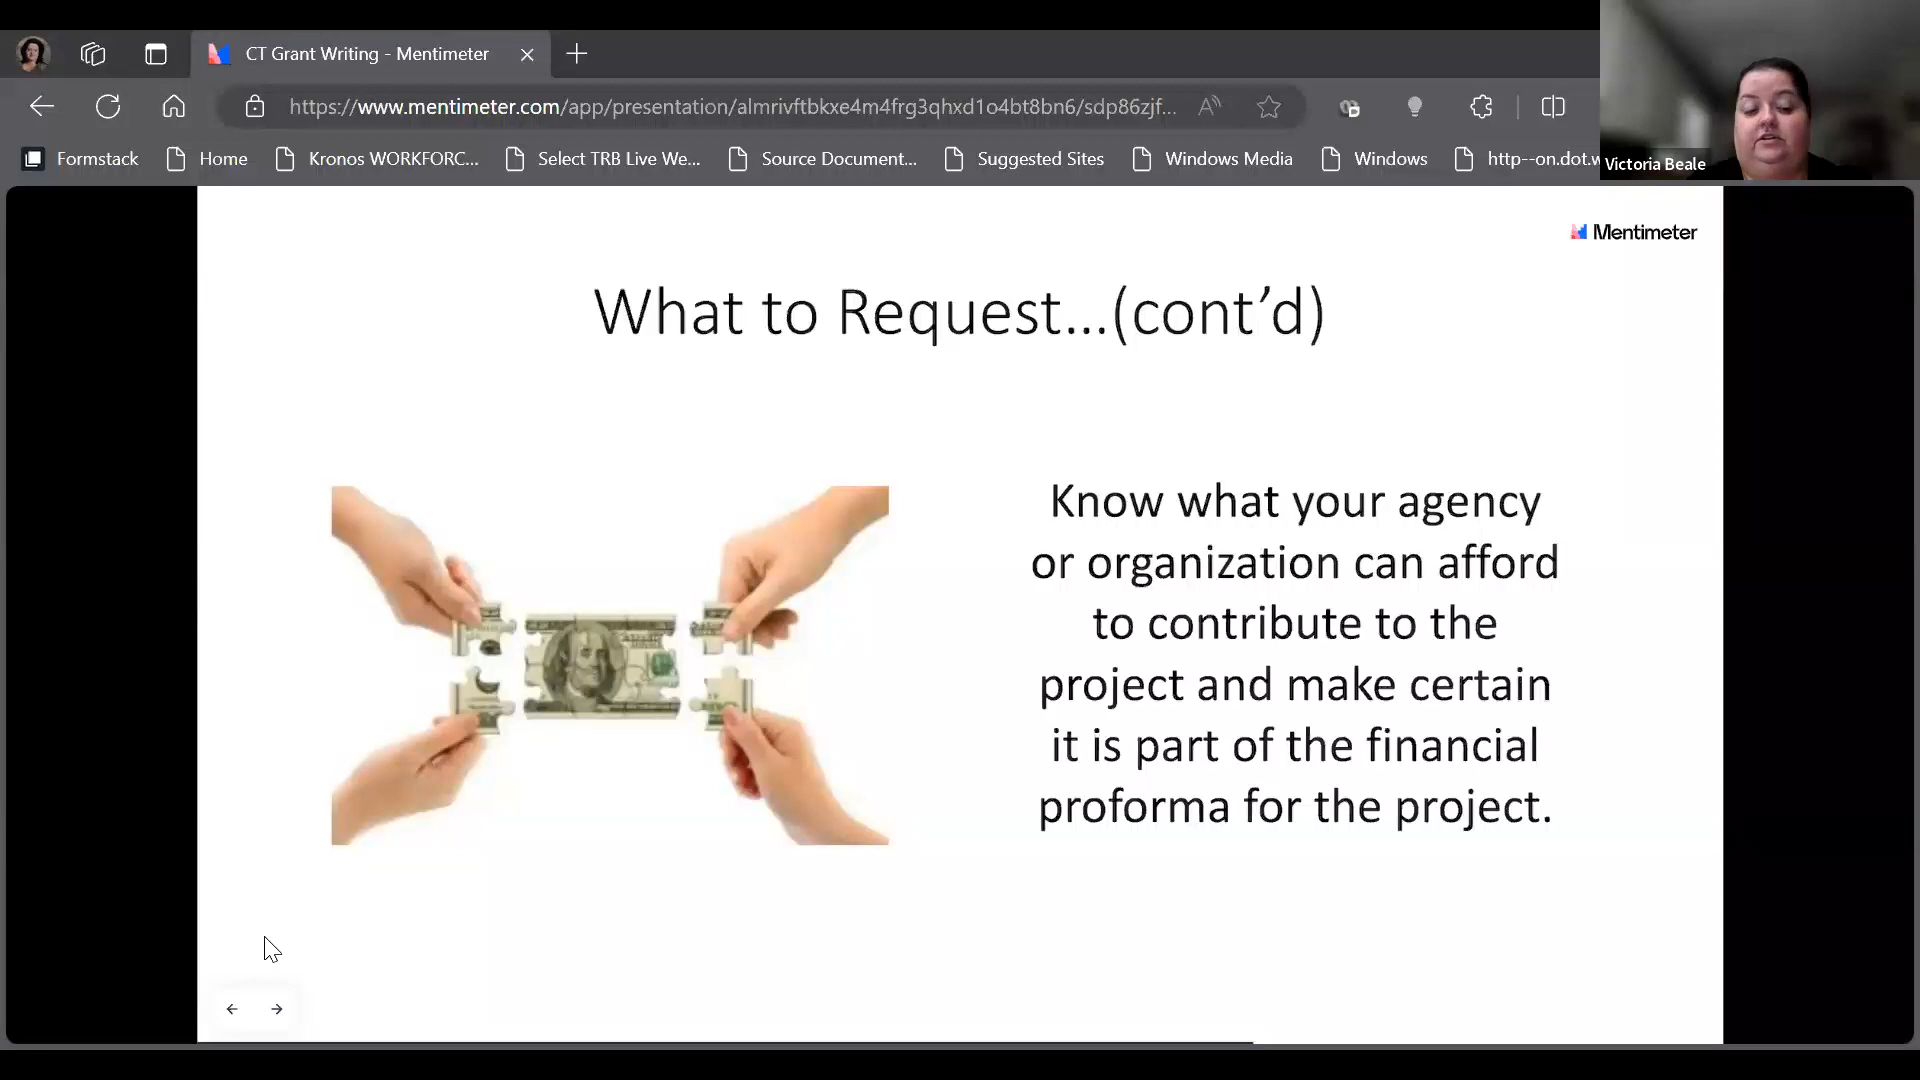 CT Grant Writing - Mentimeter
https://www.mentimeter.com/app/presentation/almrivftbkxe4m4frg3qhxd1o4bt8bn6/sdp86zjf...
Formstack
Home
Kronos WORKFORC...
Select TRB Live We...
Source Document...
Suggested Sites
Windows Media
Windows
http--on.dot.w
Victoria Beale
Mentimeter
What to Request...(cont’d)
Know what your agency
or organization can afford
to contribute to the
project and make certain
it is part of the financial
proforma for the project.